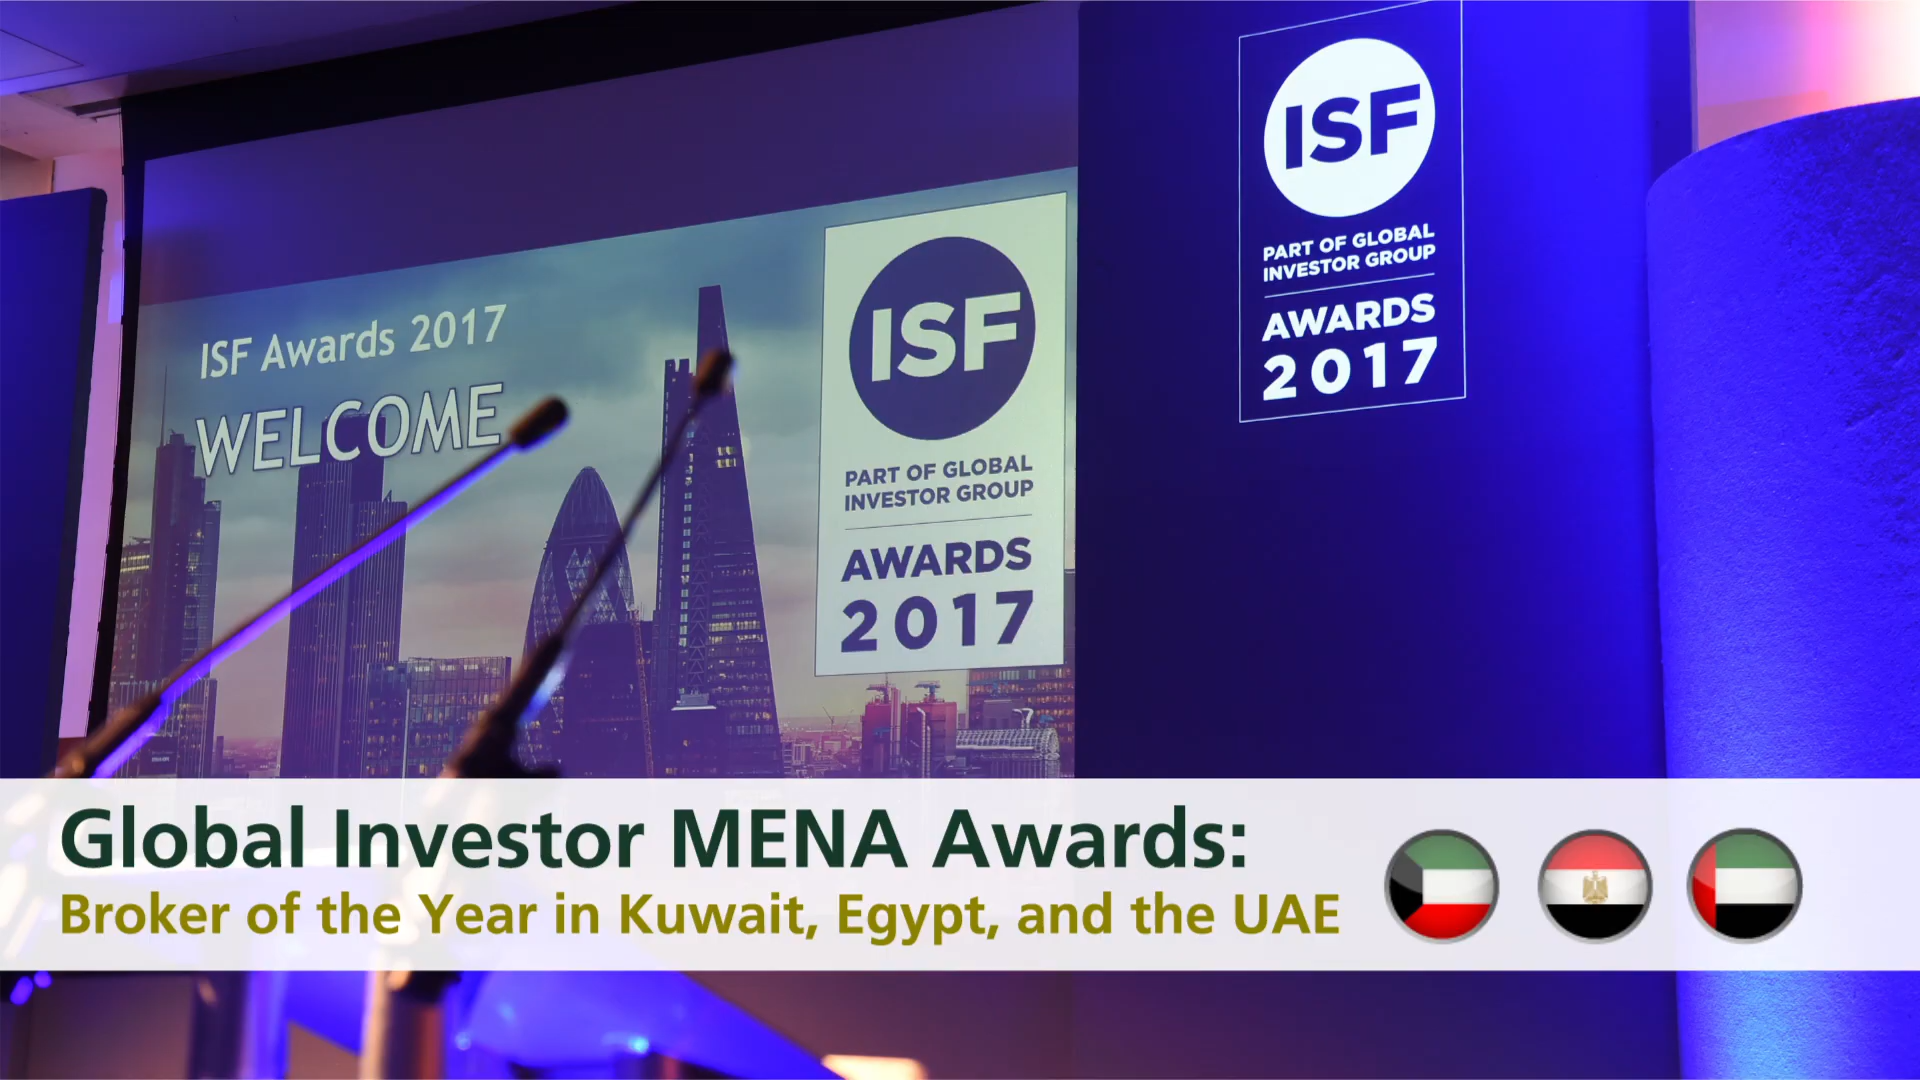 ISF Awards 2017
WELCOME
ISF
PART OF GLOBAL
INVESTOR GROUP
AWARDS
2017
ISF
PART OF GLOBAL
INVESTOR GROUP
AWARDS
2017
Global Investor MENA Awards:
Broker of the Year in Kuwait, Egypt, and the UAE